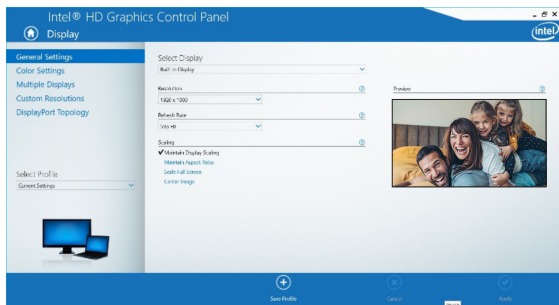 Intel® HD Graphics Control Panel
Display
intel
General Settings
Color Settings
Multiple Displays
Custom Resolutions
DisplayPort Topology
Select Profile
Current Settings
Select Display
Built-in Display
Resolution
Refresh Rate
Scaling
Maintain Display Scaling
Maintain Aspect Ratio
Scale Full Screen
Center Image
Preview
Save Profile
Cancel
Apply